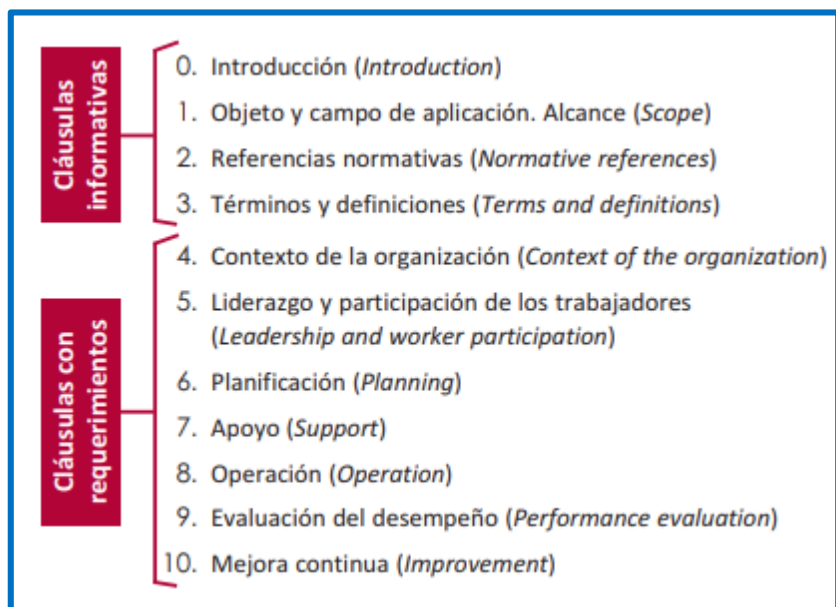 Cláusulas
informativas
0. Introducción (Introduction)
1. Objeto y campo de aplicación. Alcance (Scope)
2. Referencias normativas (Normative references)
3. Términos y definiciones (Terms and definitions)
Cláusulas con
requerimientos
4. Contexto de la organización (Context of the organization)
5. Liderazgo y participación de los trabajadores
(Leadership and worker participation)
6. Planificación (Planning)
7. Apoyo (Support)
8. Operación (Operation)
9. Evaluación del desempeño (Performance evaluation)
10. Mejora continua (Improvement)